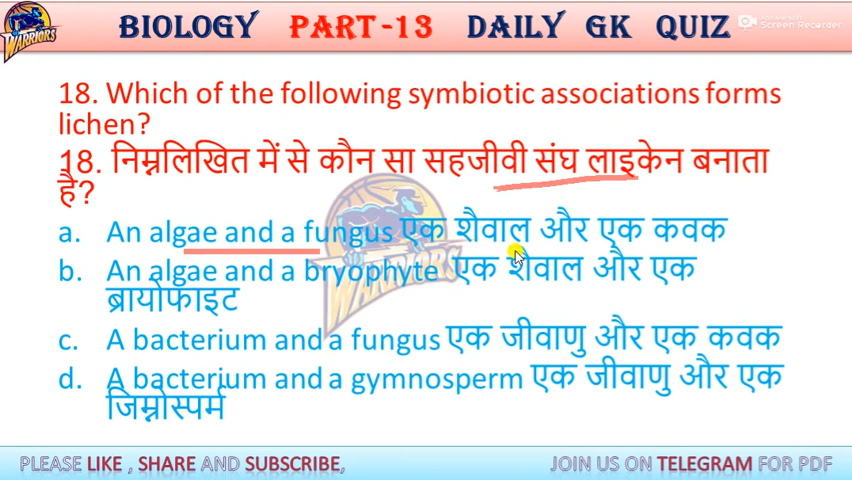 BIOLOGY PART-13 DAILY GK QUIZ
SCREEN RECORDER
WARRIORS
18. Which of the following symbiotic associations forms
lichen?
18. निम्नलिखित में से कौन सा सहजीवी संघ लाइकेन बनाता
है?
a. An algae and a fungus एक शैवाल और एक कवक
b. An algae and a bryophyte एक शैवाल और एक
ब्रायोफाइट
c. A bacterium and a fungus एक जीवाणु और एक कवक
d. A bacterium and a gymnosperm एक जीवाणु और एक
जिम्नोस्पर्म
WARRIORS
PLEASE LIKE , SHARE AND SUBSCRIBE,
JOIN US ON TELEGRAM FOR PDF